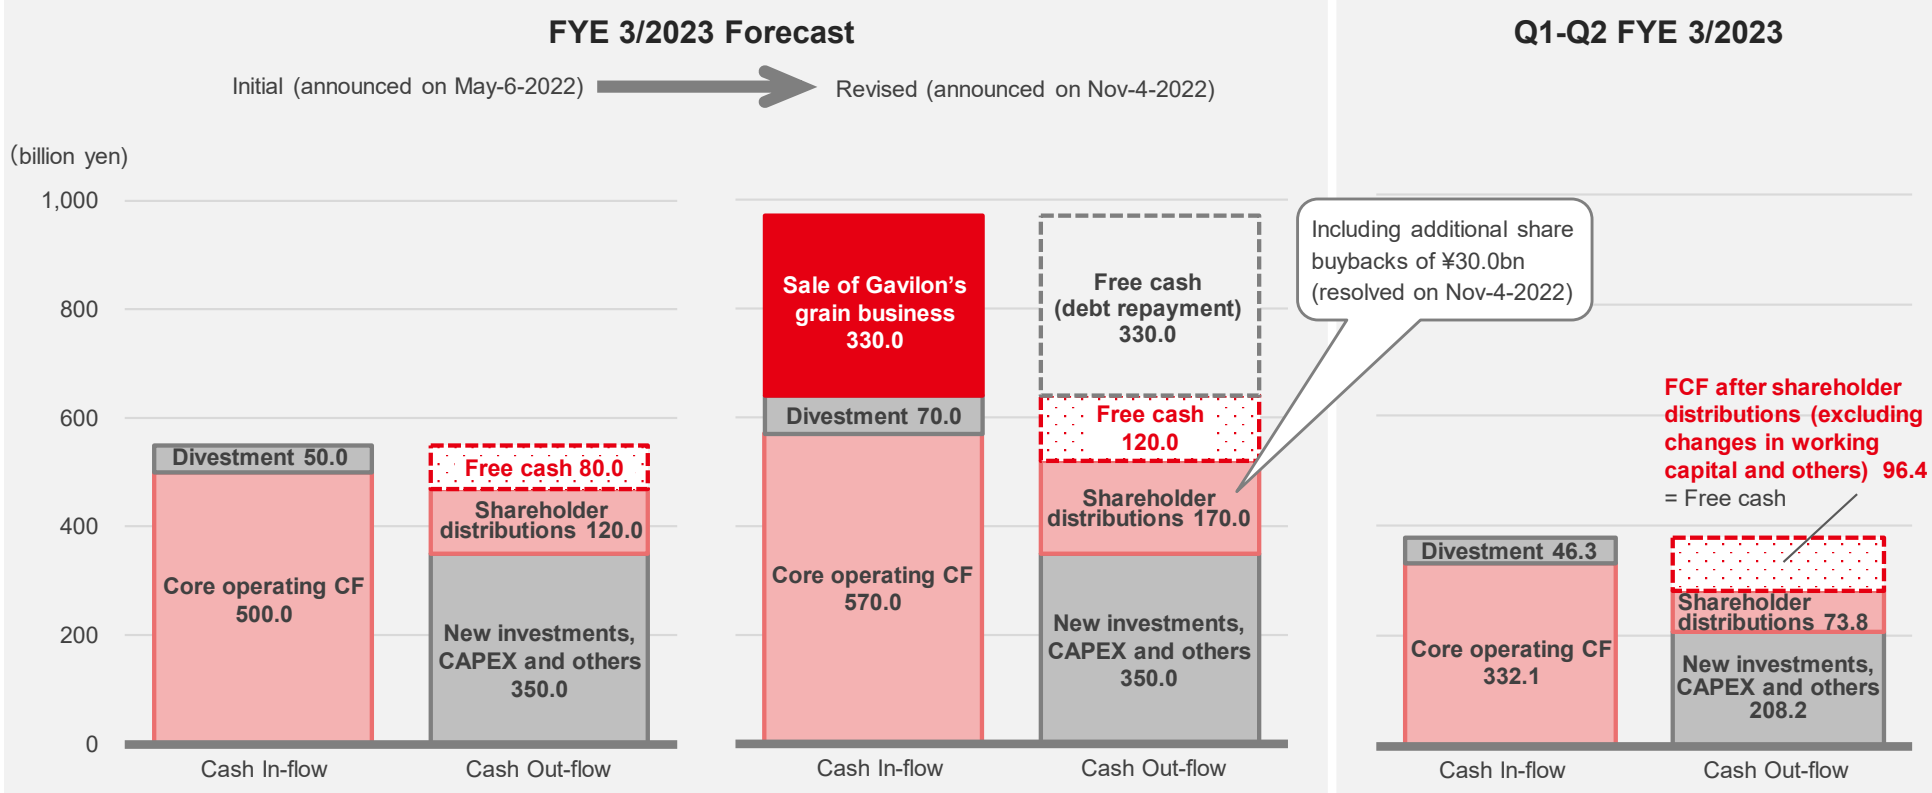 FYE 3/2023 Forecast
Initial (announced on May-6-2022)
Revised (announced on Nov-4-2022)
(billion yen)
1,000
800
600
400
200
0
Divestment 50.0
Core operating CF
500.0
Cash In-flow
Free cash 80.0
Shareholder
distributions 120.0
New investments,
CAPEX and others
350.0
Cash Out-flow
Sale of Gavilon’s
grain business
330.0
Divestment 70.0
Core operating CF
570.0
Cash In-flow
Free cash
(debt repayment)
330.0
Free cash
120.0
Shareholder
distributions 170.0
New investments,
CAPEX and others
350.0
Cash Out-flow
Including additional share
buybacks of ¥30.0bn
(resolved on Nov-4-2022)
Q1-Q2 FYE 3/2023
FCF after shareholder
distributions (excluding
changes in working
capital and others) 96.4
= Free cash
Divestment 46.3
Core operating CF
332.1
Cash In-flow
Shareholder
distributions 73.8
New investments,
CAPEX and others
208.2
Cash Out-flow